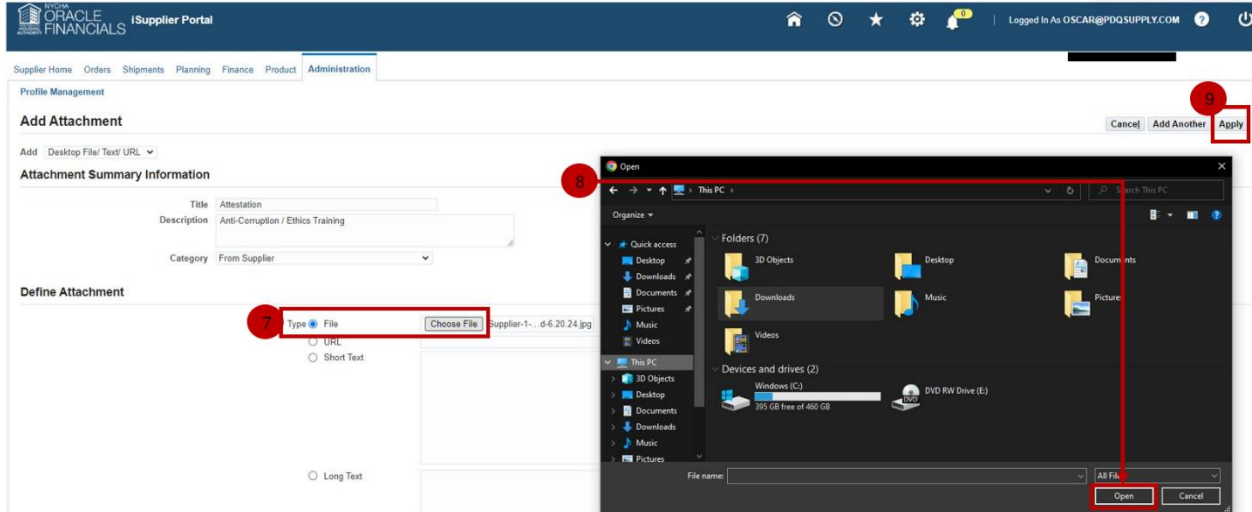 NYCHA
ORACLE
FINANCIALS
iSupplier Portal
0
Logged In As OSCAR@PDQSUPPLY.COM
?
Supplier Home Orders Shipments Planning Finance Product Administration
Profile Management
9
Add Attachment
Cancel Add Another Apply
Add Desktop File/ Text/ URL
Attachment Summary Information
Title Attestation
Description Anti-Corruption / Ethics Training
Category From Supplier
Define Attachment
7
Type File Choose File Supplier-1-...d-6.20.24.jpg
URL
Short Text
Long Text
8
Open
This PC
Search This PC
Organize
Quick access
Desktop
Downloads
Documents
Pictures
Music
Videos
This PC
3D Objects
Desktop
Documents
Downloads
Music
Pictures
Folders (7)
3D Objects Desktop Documents
Downloads Music Pictures
Videos
Devices and drives (2)
Windows (C:)
395 GB free of 460 GB
DVD RW Drive (E:)
DVD
File name:
All Files
Open Cancel